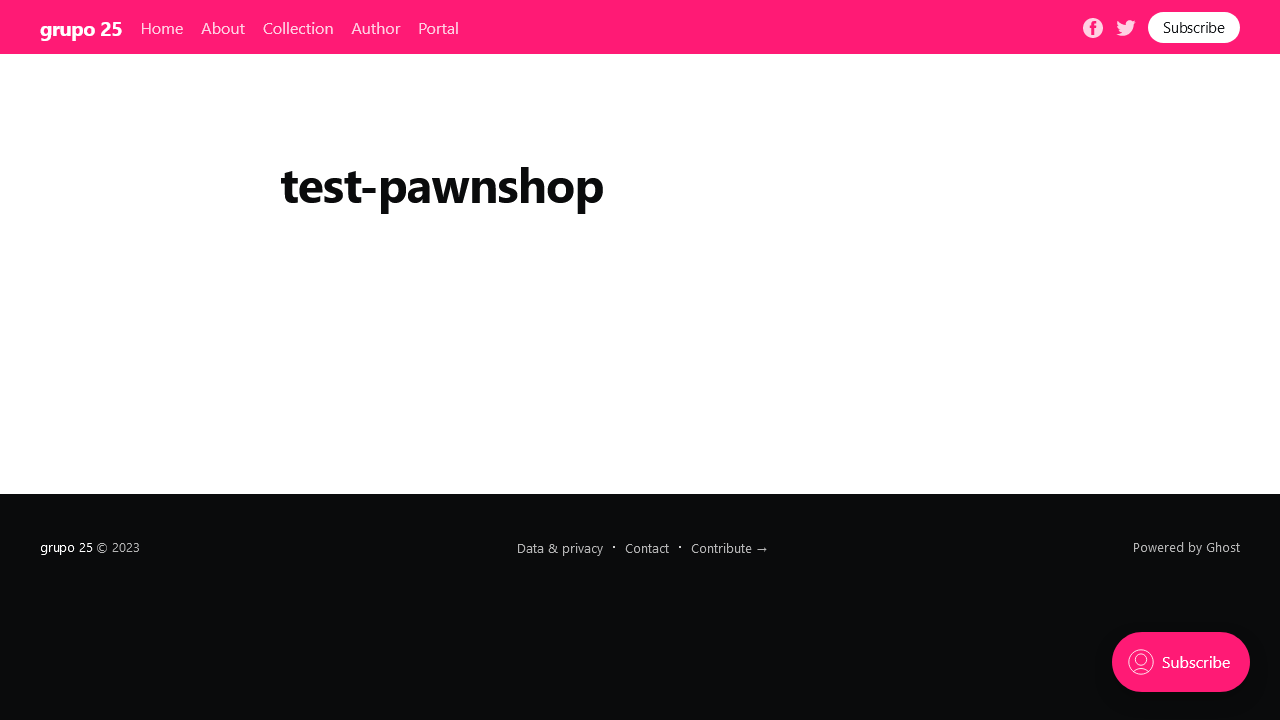 grupo 25 Home About Collection Author Portal Subscribe
test-pawnshop
grupo 25 © 2023 Data & privacy · Contact · Contribute → Powered by Ghost
Subscribe